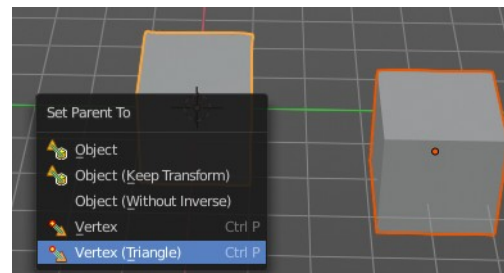 Set Parent To
Object
Object (Keep Transform)
Object (Without Inverse)
Vertex Ctrl P
Vertex (Triangle) Ctrl P